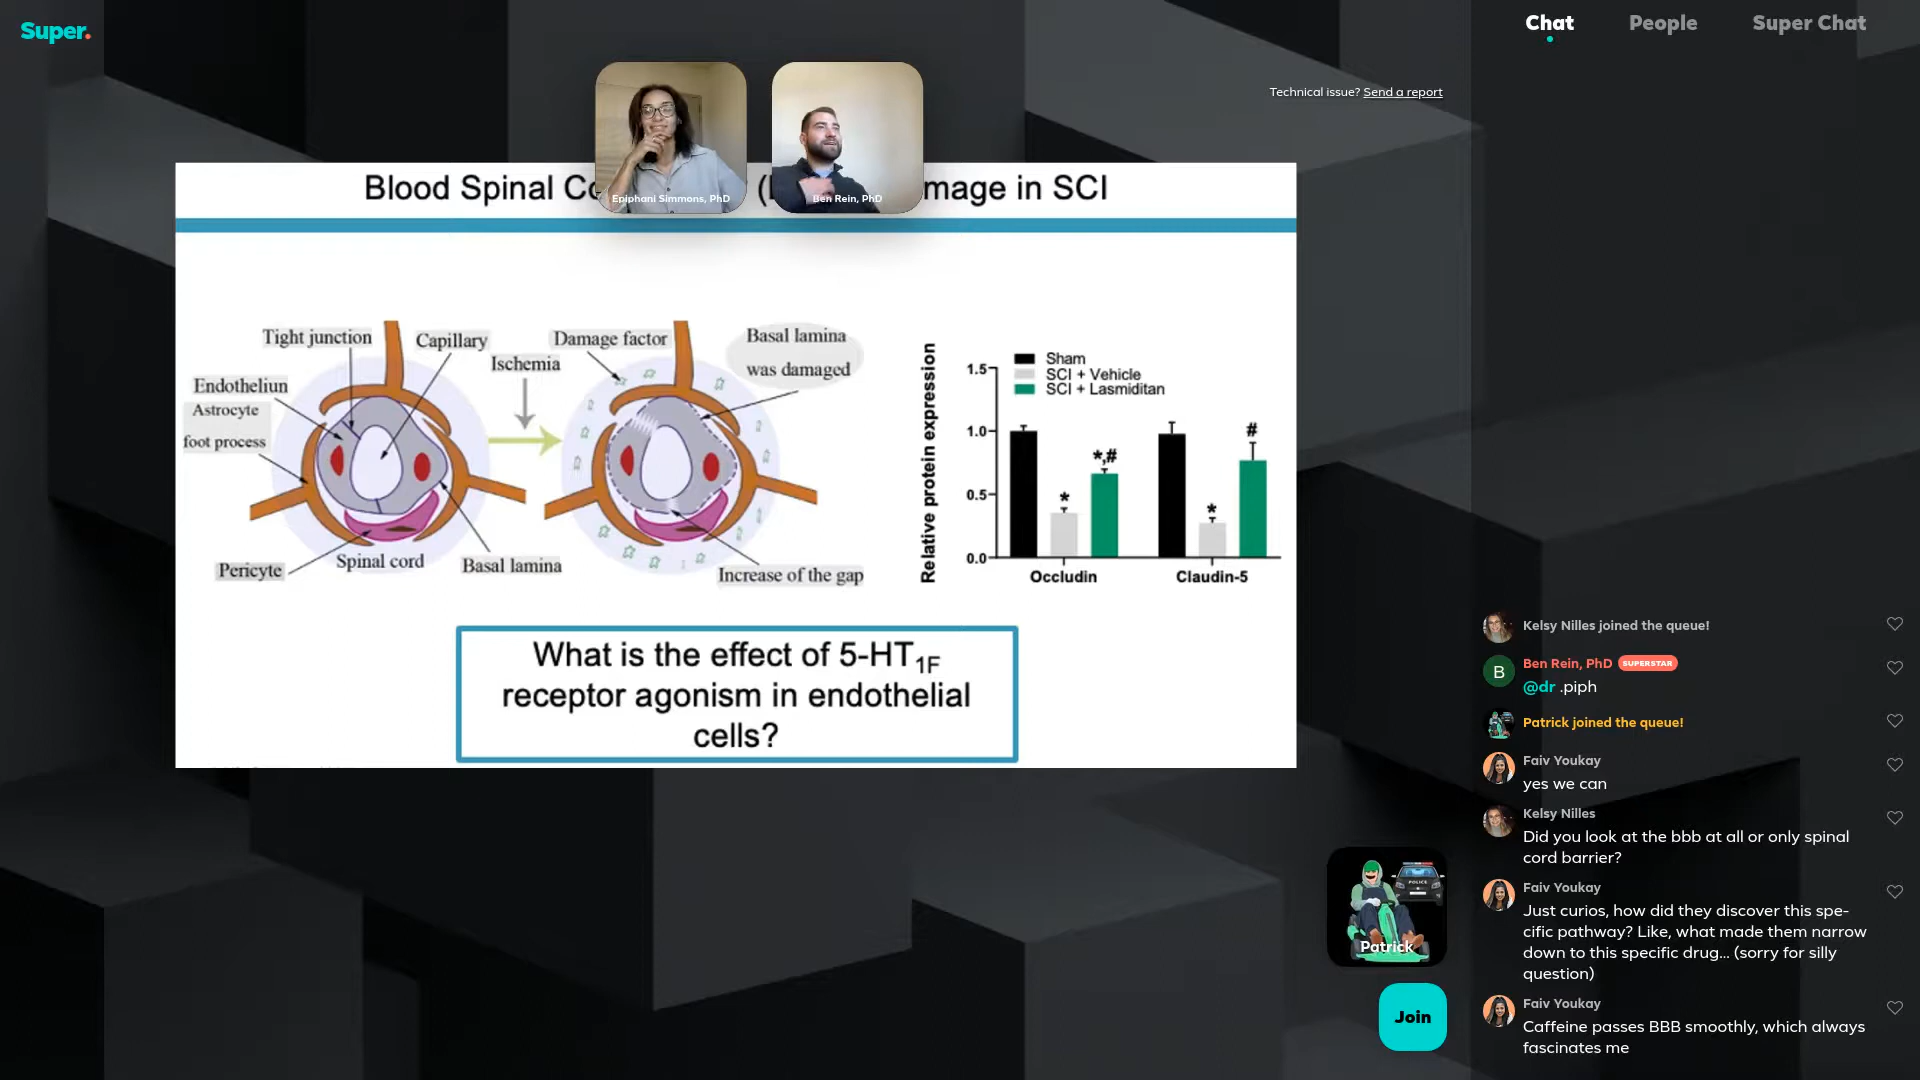 Super.
Chat
People
Super Chat
Technical issue? Send a report
Epiphani Simmons, PhD
Ben Rein, PhD
Blood Spinal
mage in SCI
Tight junction
Capillary
Endotheliun
Astrocyte
foot process
Pericyte
Spinal cord
Basal lamina
Ischemia
Damage factor
Basal lamina
was damaged
Increase of the gap
Relative protein expression
1.5
1.0
0.5
0.0
Sham
SCI + Vehicle
SCI + Lasmiditan
*
*,#
*
#
Occludin
Claudin-5
What is the effect of 5-HT1F
receptor agonism in endothelial
cells?
Patrick
POLICE
Join
Kelsy Nilles joined the queue!
B
Ben Rein, PhD SUPERSTAR
@dr .piph
Patrick joined the queue!
Faiv Youkay
yes we can
Kelsy Nilles
Did you look at the bbb at all or only spinal
cord barrier?
Faiv Youkay
Just curios, how did they discover this spe-
cific pathway? Like, what made them narrow
down to this specific drug... (sorry for silly
question)
Faiv Youkay
Caffeine passes BBB smoothly, which always
fascinates me